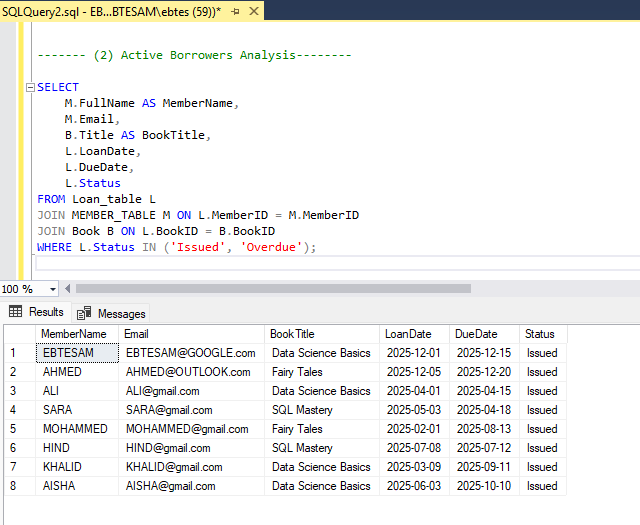 SQLQuery2.sql - EB...BTESAM\ebtes (59))*
------- (2) Active Borrowers Analysis--------
SELECT
M.FullName AS MemberName,
M.Email,
B.Title AS BookTitle,
L.LoanDate,
L.DueDate,
L.Status
FROM Loan_table L
JOIN MEMBER_TABLE M ON L.MemberID = M.MemberID
JOIN Book B ON L.BookID = B.BookID
WHERE L.Status IN ('Issued', 'Overdue');
100 %
Results Messages
MemberName Email BookTitle LoanDate DueDate Status
1 EBTESAM EBTESAM@GOOGLE.com Data Science Basics 2025-12-01 2025-12-15 Issued
2 AHMED AHMED@OUTLOOK.com Fairy Tales 2025-12-05 2025-12-20 Issued
3 ALI ALI@gmail.com Data Science Basics 2025-04-01 2025-04-15 Issued
4 SARA SARA@gmail.com SQL Mastery 2025-05-03 2025-04-18 Issued
5 MOHAMMED MOHAMMED@gmail.com Fairy Tales 2025-02-01 2025-08-13 Issued
6 HIND HIND@gmail.com SQL Mastery 2025-07-08 2025-07-12 Issued
7 KHALID KHALID@gmail.com Data Science Basics 2025-03-09 2025-09-11 Issued
8 AISHA AISHA@gmail.com Data Science Basics 2025-06-03 2025-10-10 Issued